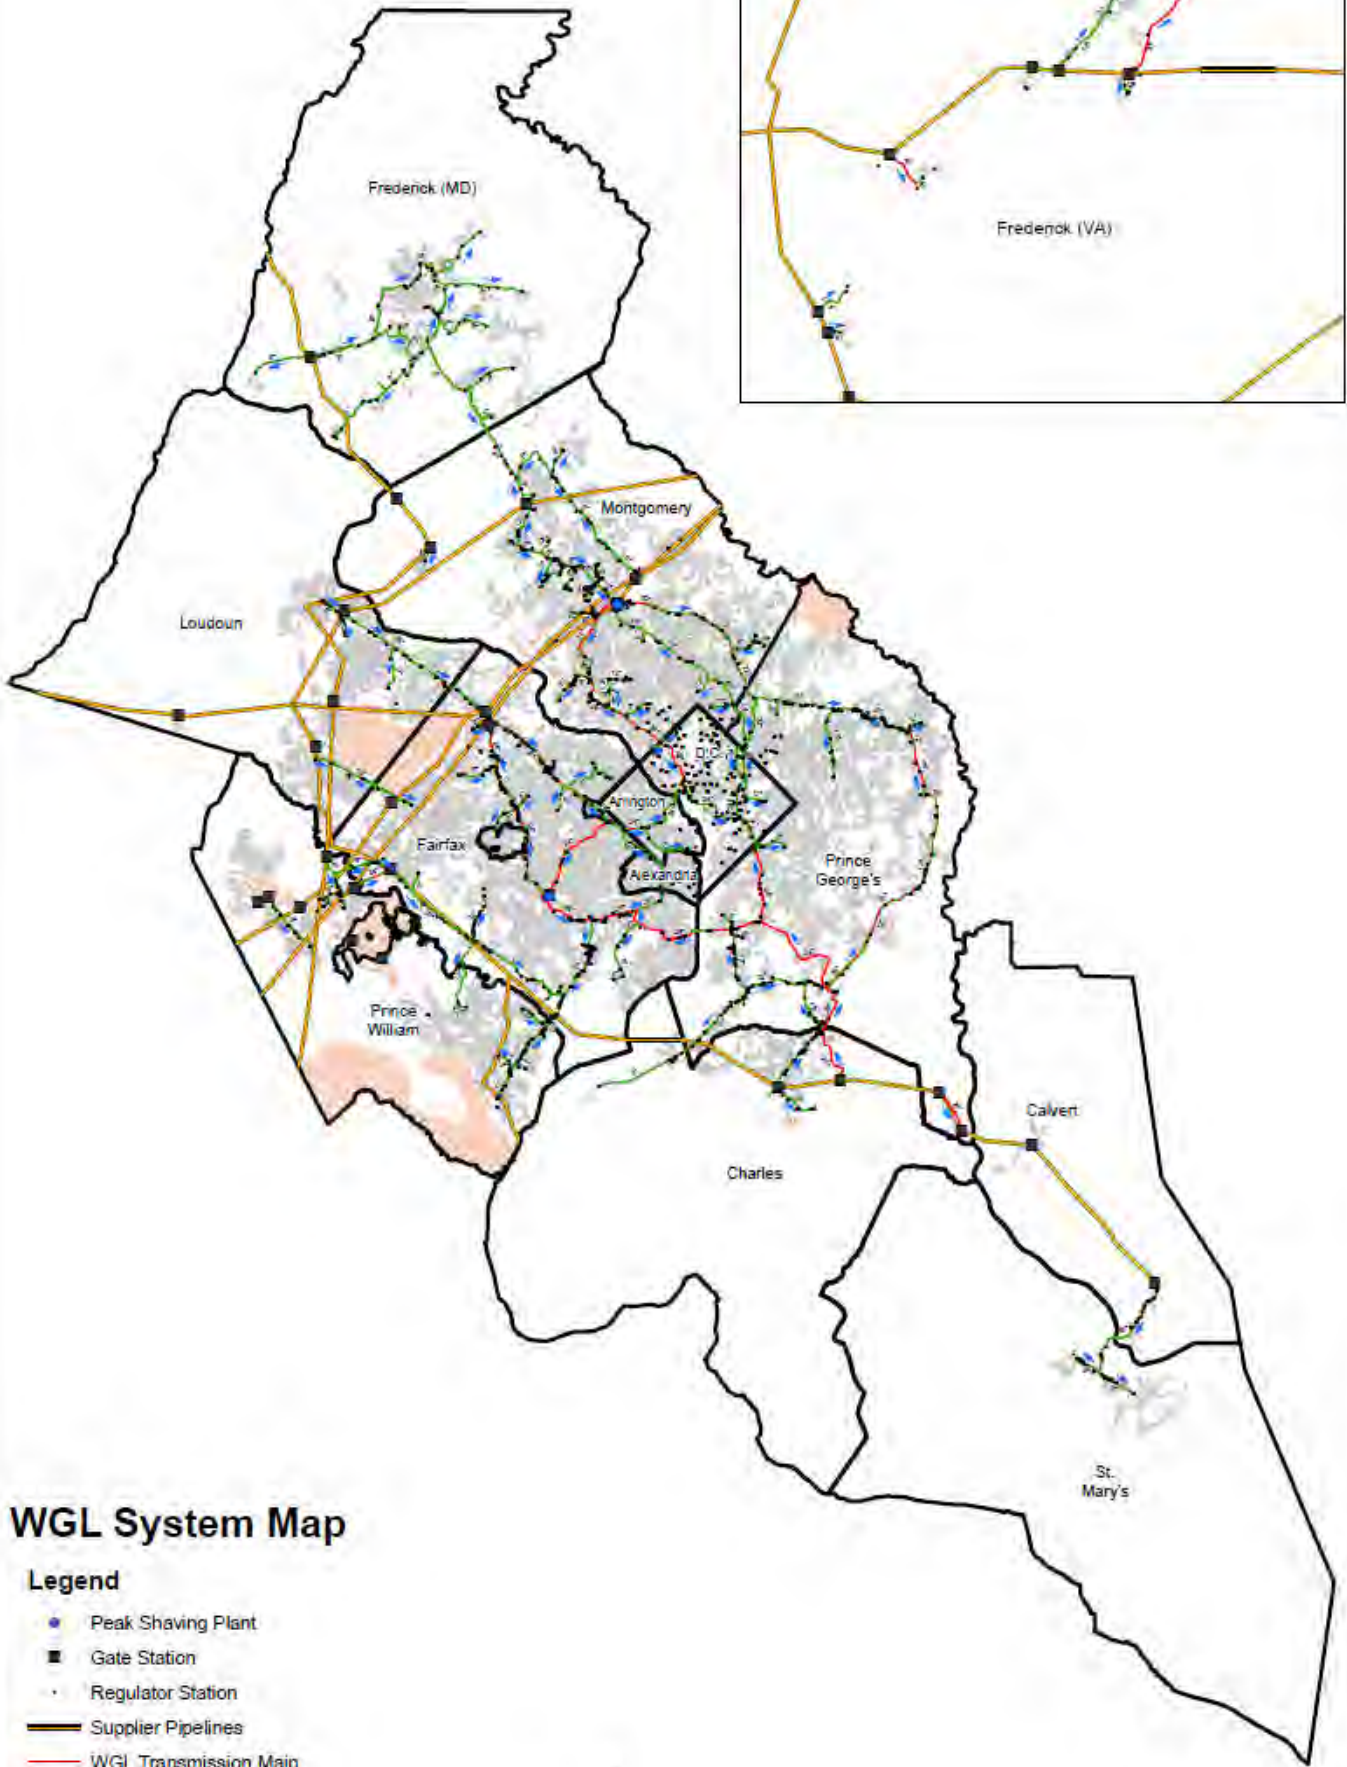 Frederick (MD)
Frederick (VA)
Montgomery
Loudoun
D.C.
Arlington
Fairfax
Alexandria
Prince
George's
Prince
William
Calvert
Charles
St.
Mary's
WGL System Map
Legend
Peak Shaving Plant
Gate Station
Regulator Station
Supplier Pipelines
WGL Transmission Main